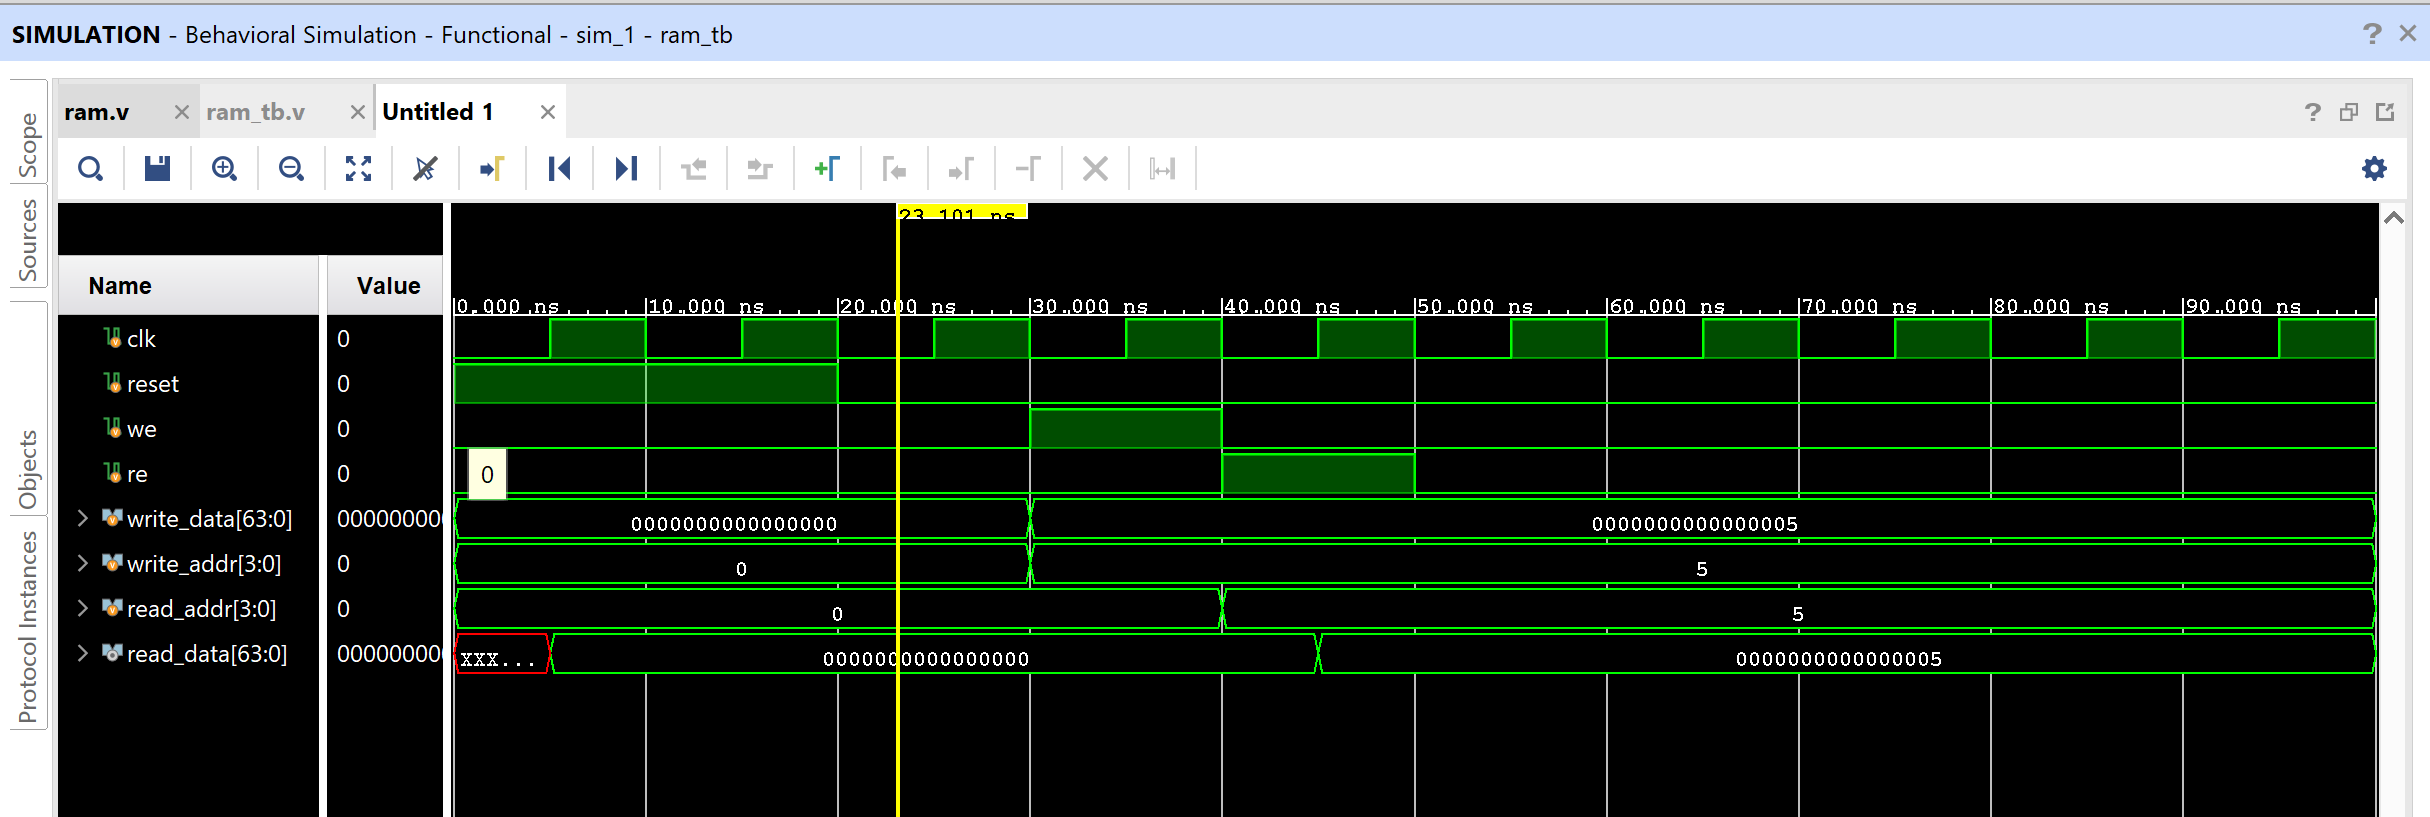 SIMULATION - Behavioral Simulation - Functional - sim_1 - ram_tb
? ×
Scope
Sources
Objects
Protocol Instances
ram.v × ram_tb.v × Untitled 1 ×
?
23.101 ns
Name Value
0.000 ns 10.000 ns 20.000 ns 30.000 ns 40.000 ns 50.000 ns 60.000 ns 70.000 ns 80.000 ns 90.000 ns
clk 0
reset 0
we 0
re 0 0
write_data[63:0] 000000000 0000000000000000 0000000000000005
write_addr[3:0] 0 0 5
read_addr[3:0] 0 0 5
read_data[63:0] 000000000 XXX... 0000000000000000 0000000000000005